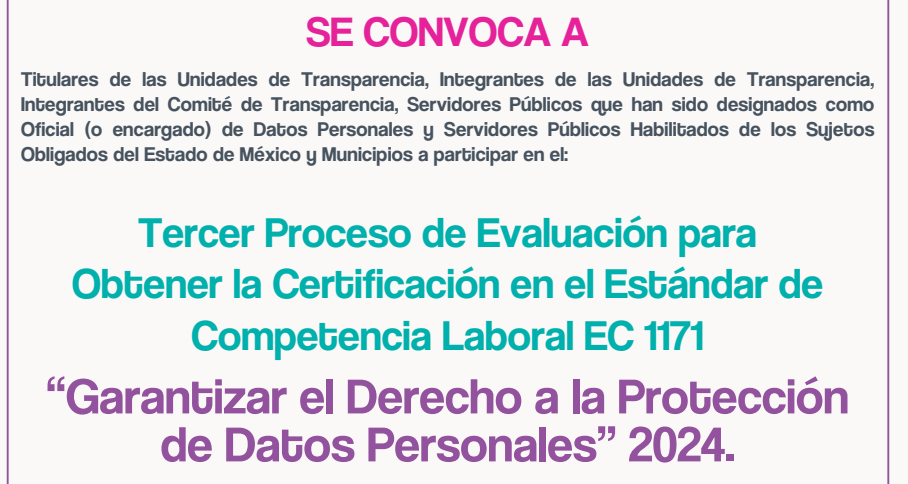 SE CONVOCA A
Titulares de las Unidades de Transparencia, Integrantes de las Unidades de Transparencia,
Integrantes del Comité de Transparencia, Servidores Públicos que han sido designados como
Oficial (o encargado) de Datos Personales y Servidores Públicos Habilitados de los Sujetos
Obligados del Estado de México y Municipios a participar en el:
Tercer Proceso de Evaluación para
Obtener la Certificación en el Estándar de
Competencia Laboral EC 1171
“Garantizar el Derecho a la Protección
de Datos Personales” 2024.